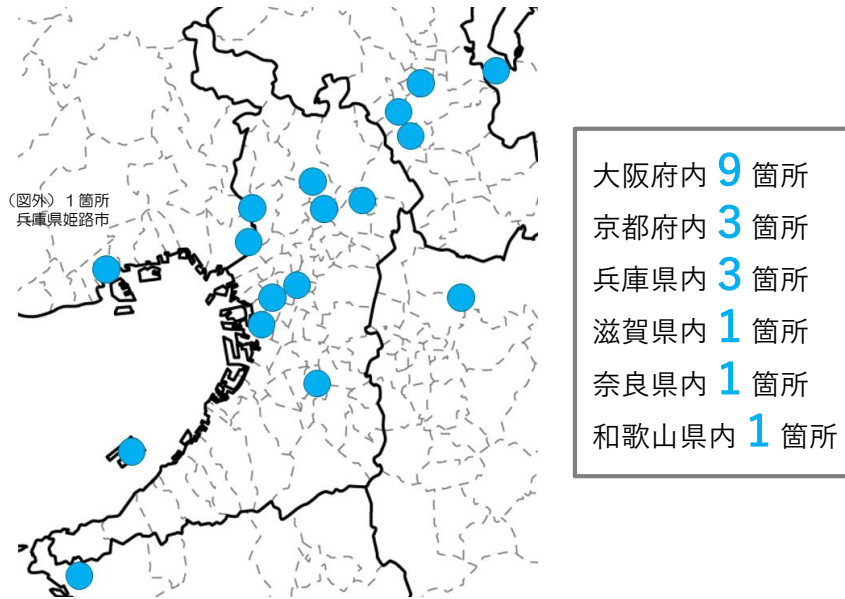 （図外）１箇所
兵庫県姫路市
大阪府内 9 箇所
京都府内 3 箇所
兵庫県内 3 箇所
滋賀県内 1 箇所
奈良県内 1 箇所
和歌山県内 1 箇所